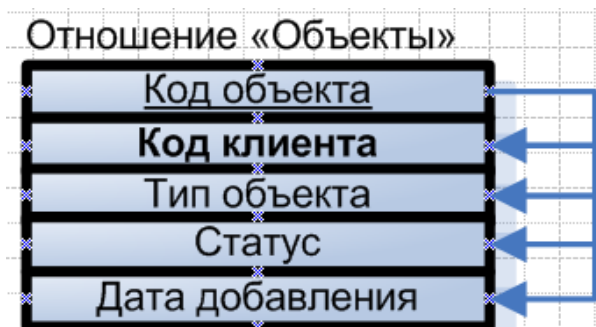 Отношение «Объекты»
Код объекта
Код клиента
Тип объекта
Статус
Дата добавления